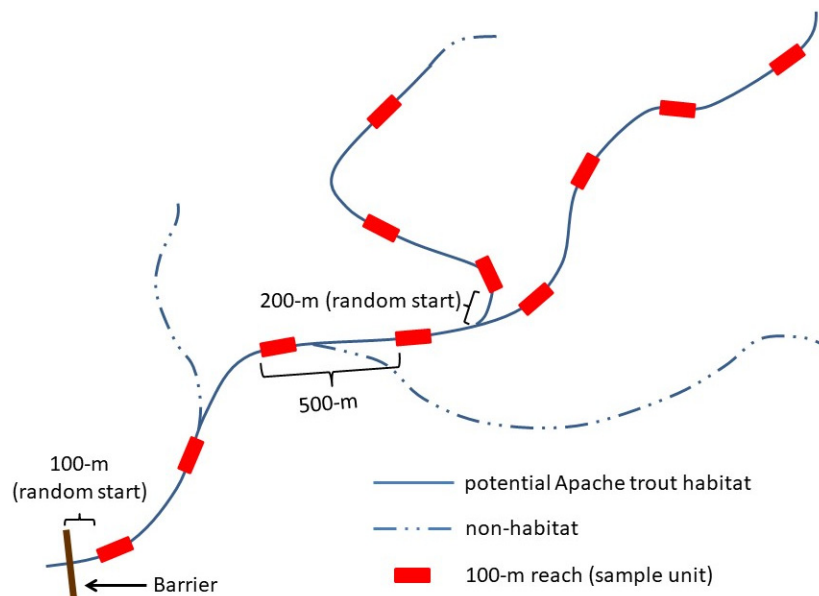 200-m (random start)
500-m
100-m
(random start)
Barrier
potential Apache trout habitat
non-habitat
100-m reach (sample unit)